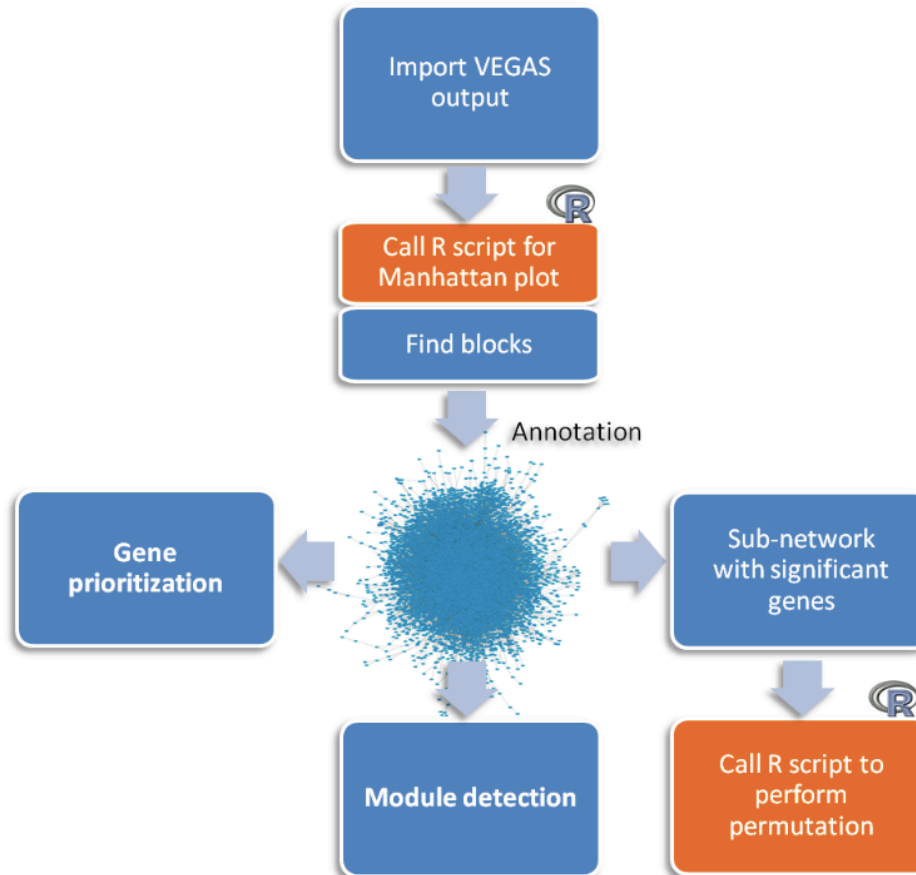 Import VEGAS
output
R
Call R script for
Manhattan plot
Find blocks
Annotation
Gene
prioritization
Sub-network
with significant
genes
Module detection
R
Call R script to
perform
permutation